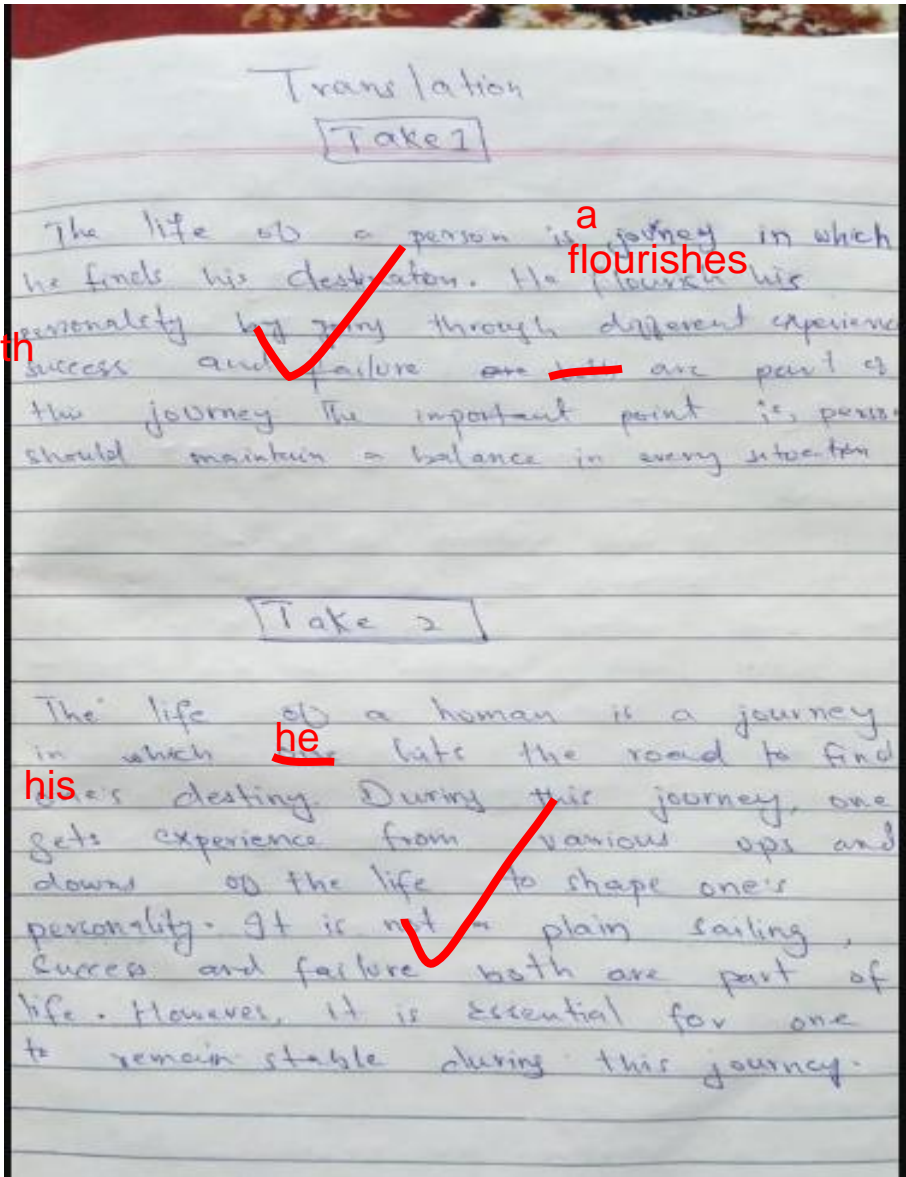 Translation
Take 1
a
The life of a person is journey in which
flourishes
he finds his destination. He flourish his
personality by going through different experience
th
success and failure are both are part of
this journey The important point is, person
should maintain a balance in every situation
Take 2
The life of a human is a journey
he
in which hits the road to find
his
one's destiny. During this journey, one
gets experience from various ups and
downs of the life to shape one's
personality. It is not a plain sailing,
Success and failure both are part of
life. However, it is essential for one
to remain stable during this journey.